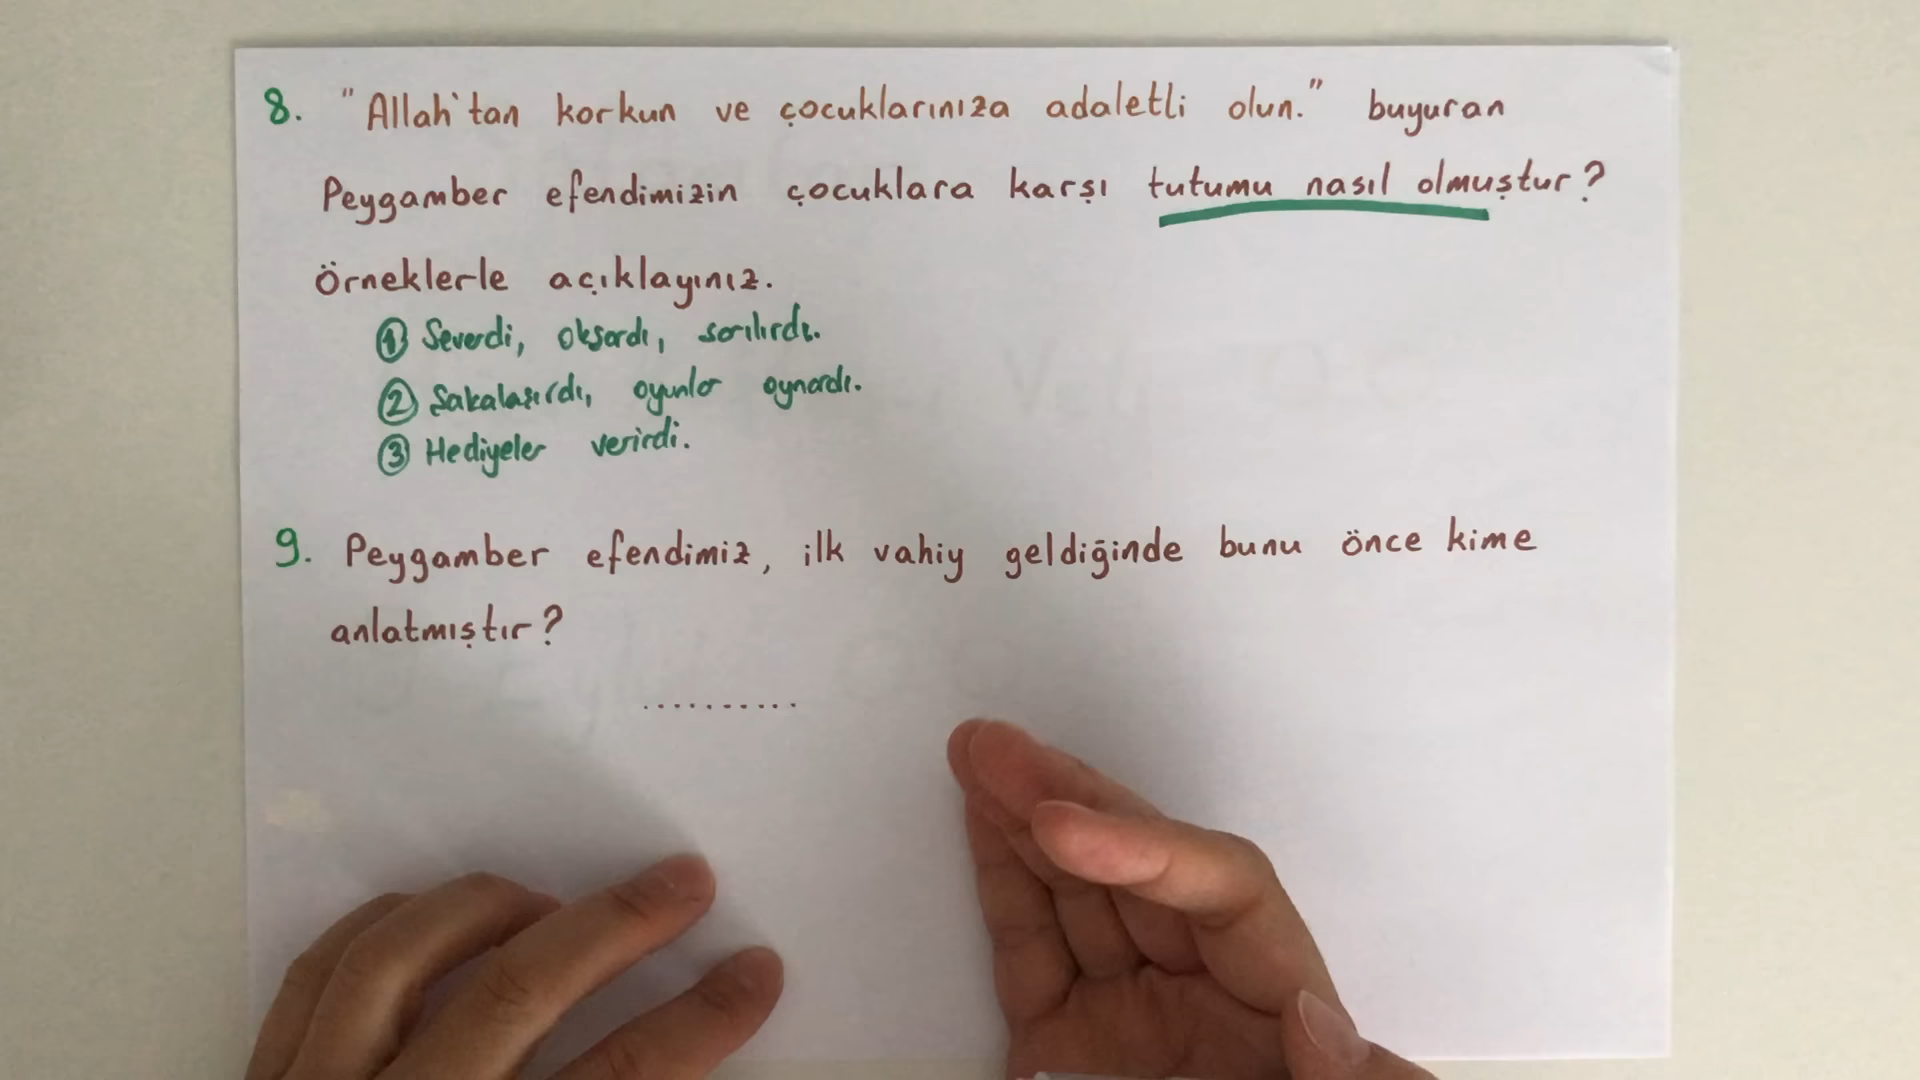 8. "Allah'tan korkun ve çocuklarınıza adaletli olun." buyuran
Peygamber efendimizin çocuklara karşı tutumu nasıl olmuştur?
Örneklerle açıklayınız.
① Severdi, okşardı, sarılırdı.
② Şakalaşırdı, oyunlar oynardı.
③ Hediyeler verirdi.
9. Peygamber efendimiz, ilk vahiy geldiğinde bunu önce kime
anlatmıştır?
..........